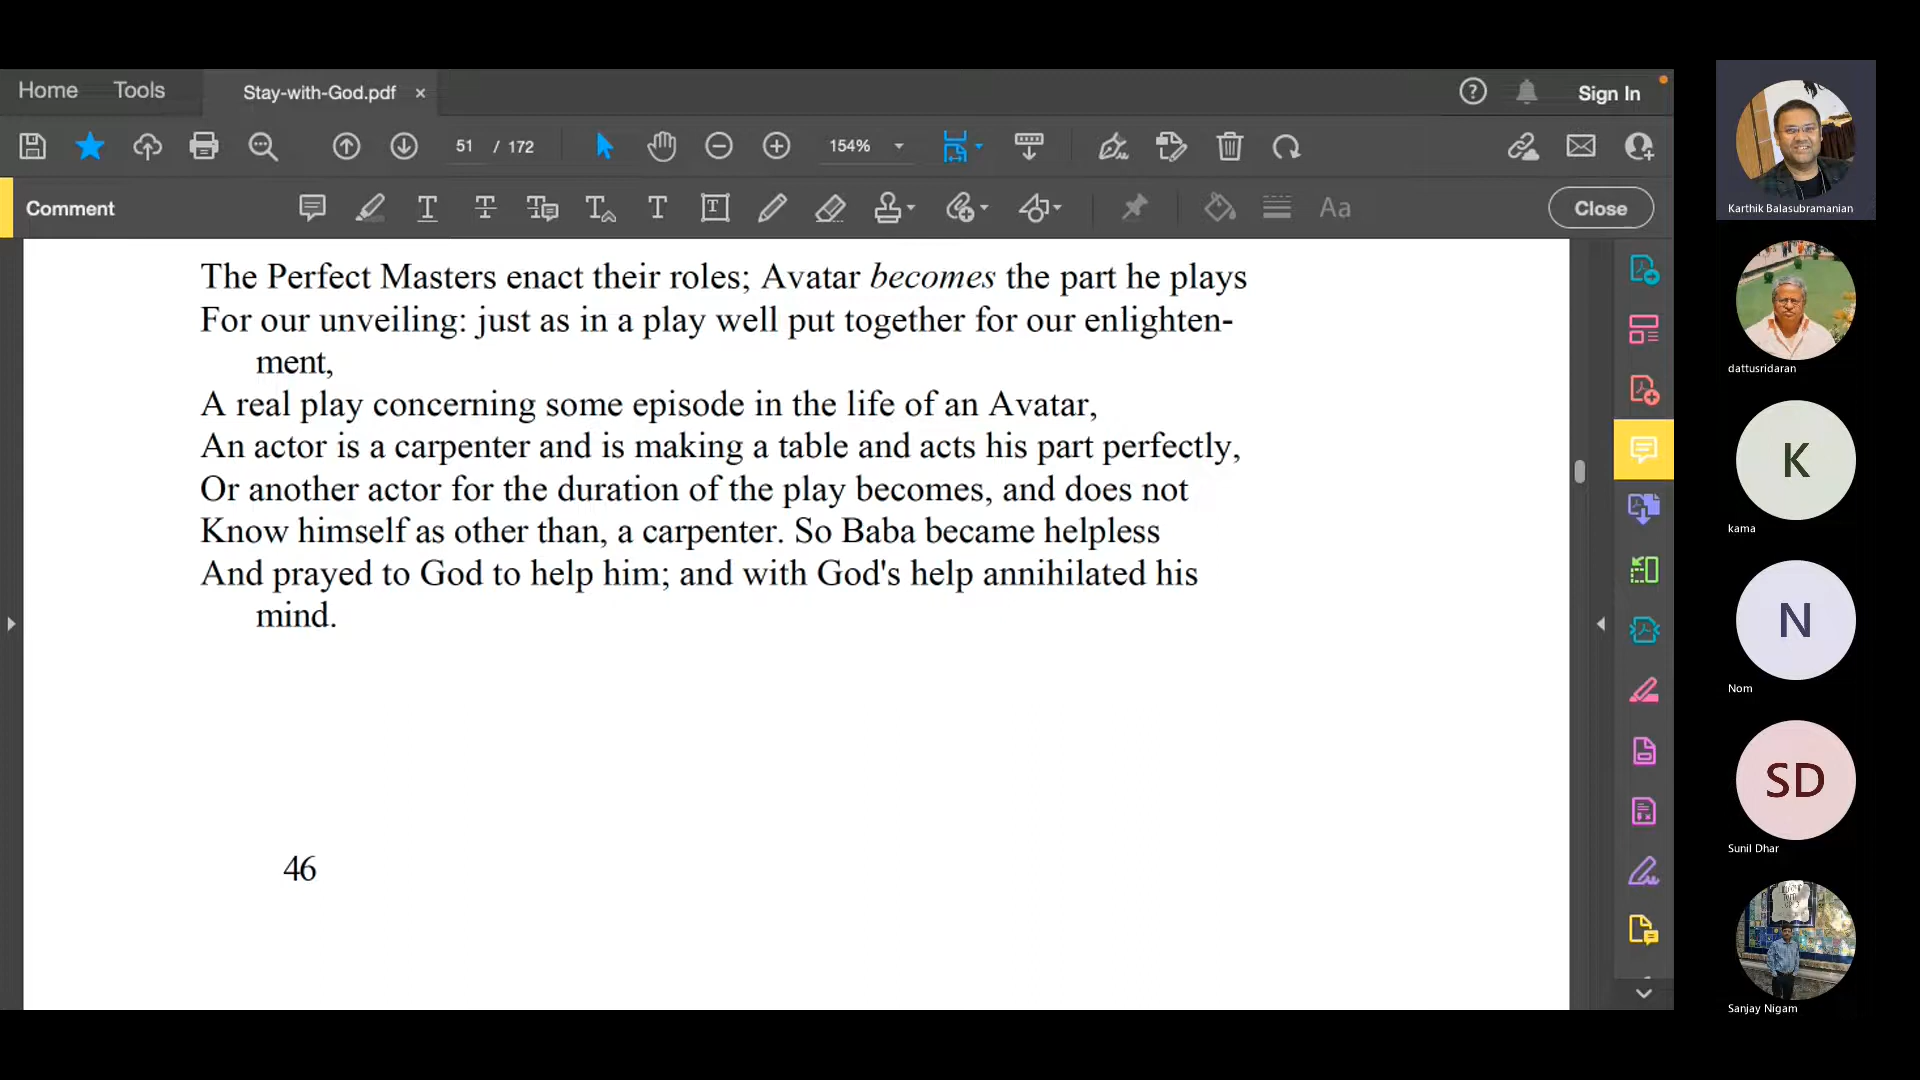 Home Tools Stay-with-God.pdf × Sign In
51 / 172 154%
Comment Close
The Perfect Masters enact their roles; Avatar becomes the part he plays
For our unveiling: just as in a play well put together for our enlighten-
ment,
A real play concerning some episode in the life of an Avatar,
An actor is a carpenter and is making a table and acts his part perfectly,
Or another actor for the duration of the play becomes, and does not
Know himself as other than, a carpenter. So Baba became helpless
And prayed to God to help him; and with God's help annihilated his
mind.
46
Karthik Balasubramanian
dattusridaran
K
kama
N
Nom
SD
Sunil Dhar
Sanjay Nigam